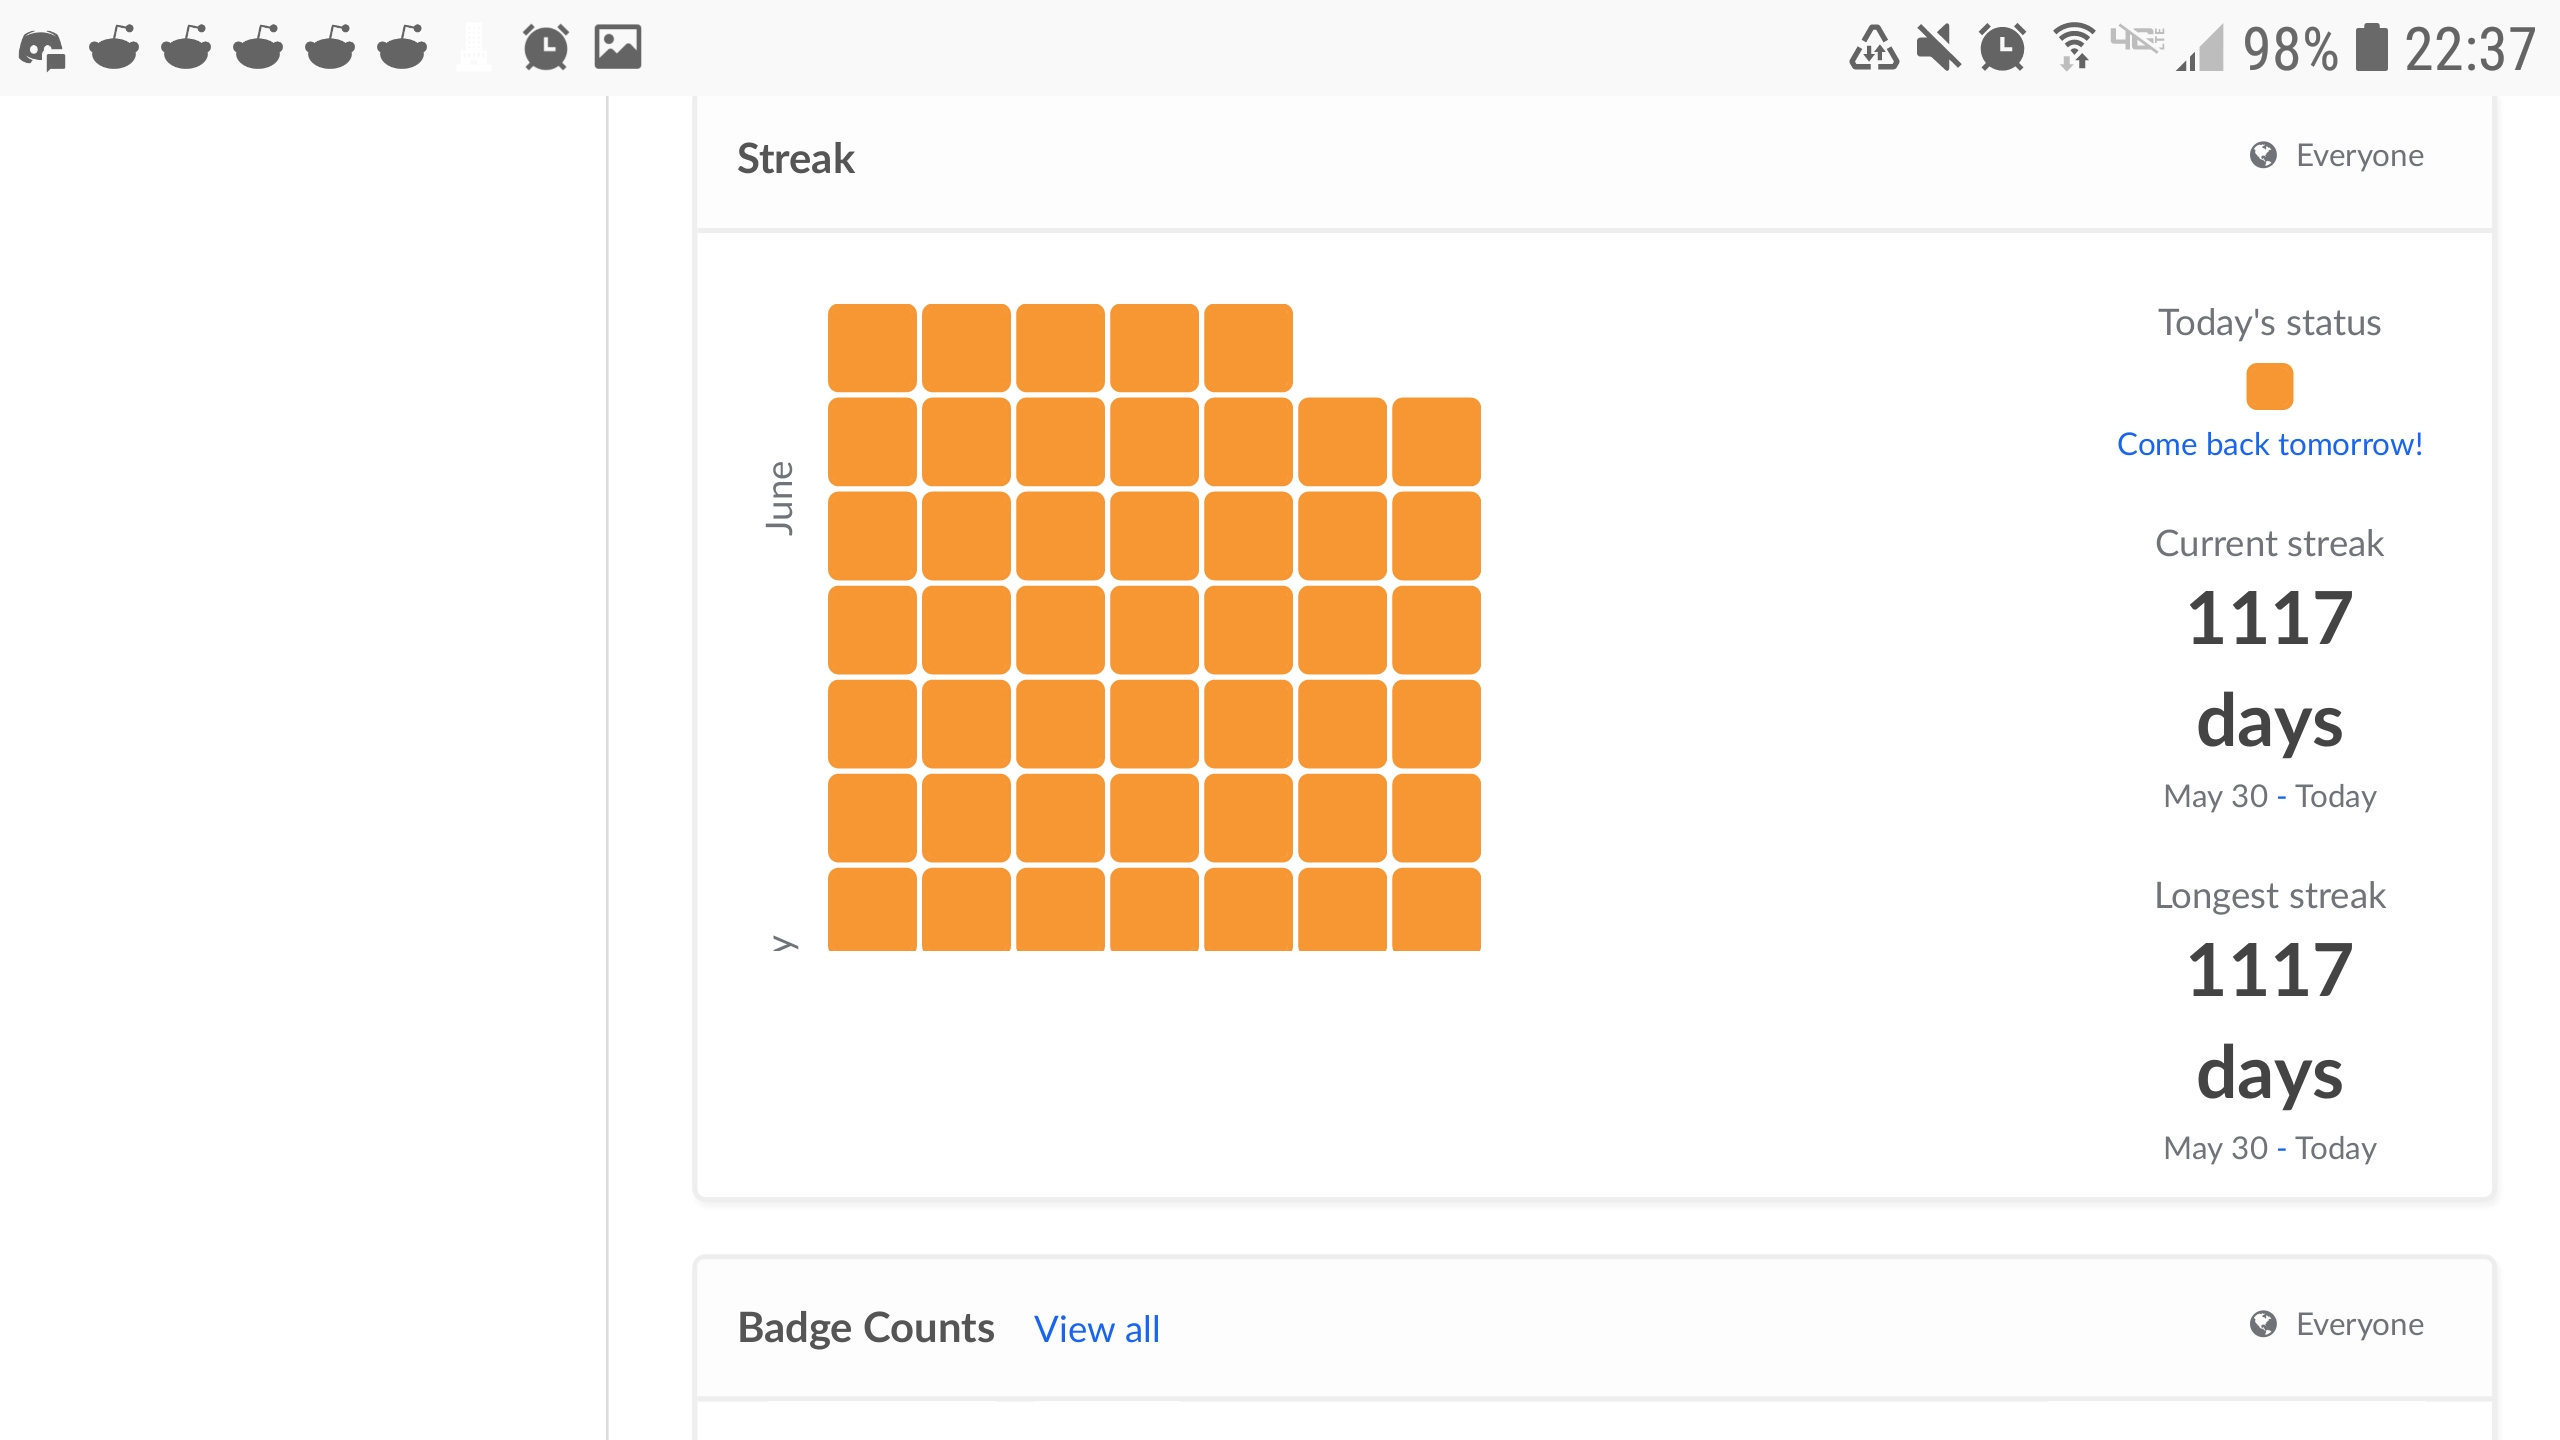 98% 22:37
Streak
Everyone
Today's status
Come back tomorrow!
June
Current streak
1117
days
May 30 - Today
Longest streak
1117
days
May 30 - Today
y
Badge Counts View all
Everyone